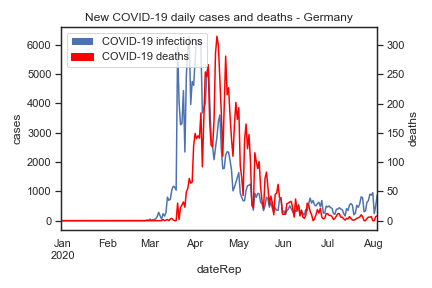 New COVID-19 daily cases and deaths - Germany
COVID-19 infections
COVID-19 deaths
6000
5000
4000
3000
2000
1000
0
cases
300
250
200
150
100
50
0
deaths
Jan Feb Mar Apr May Jun Jul Aug
2020
dateRep